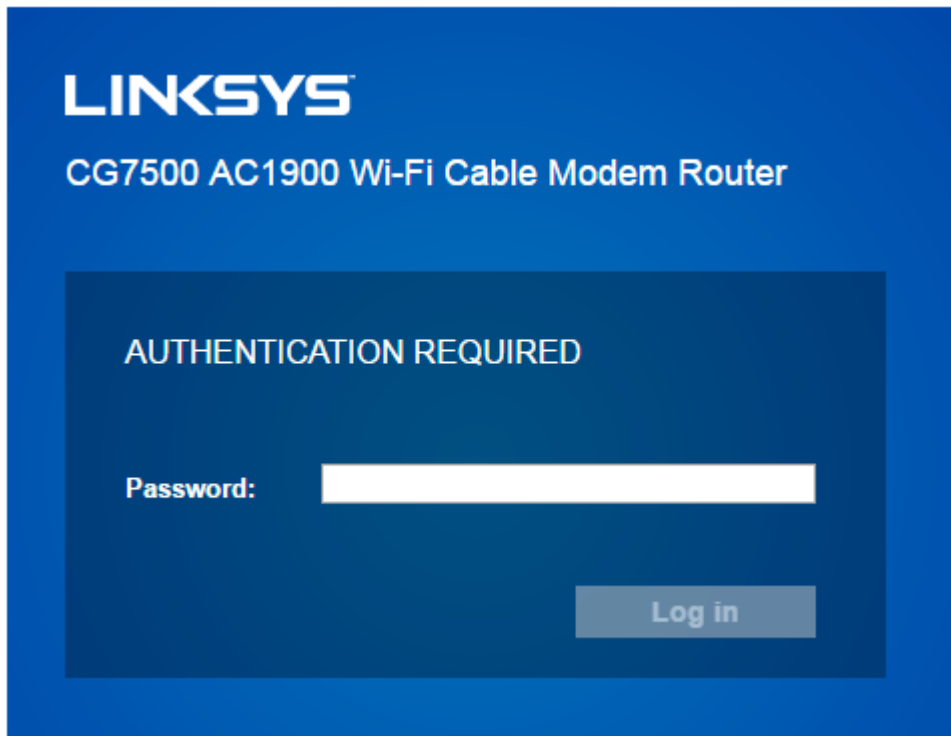 LINKSYS
CG7500 AC1900 Wi-Fi Cable Modem Router
AUTHENTICATION REQUIRED
Password:
Log in